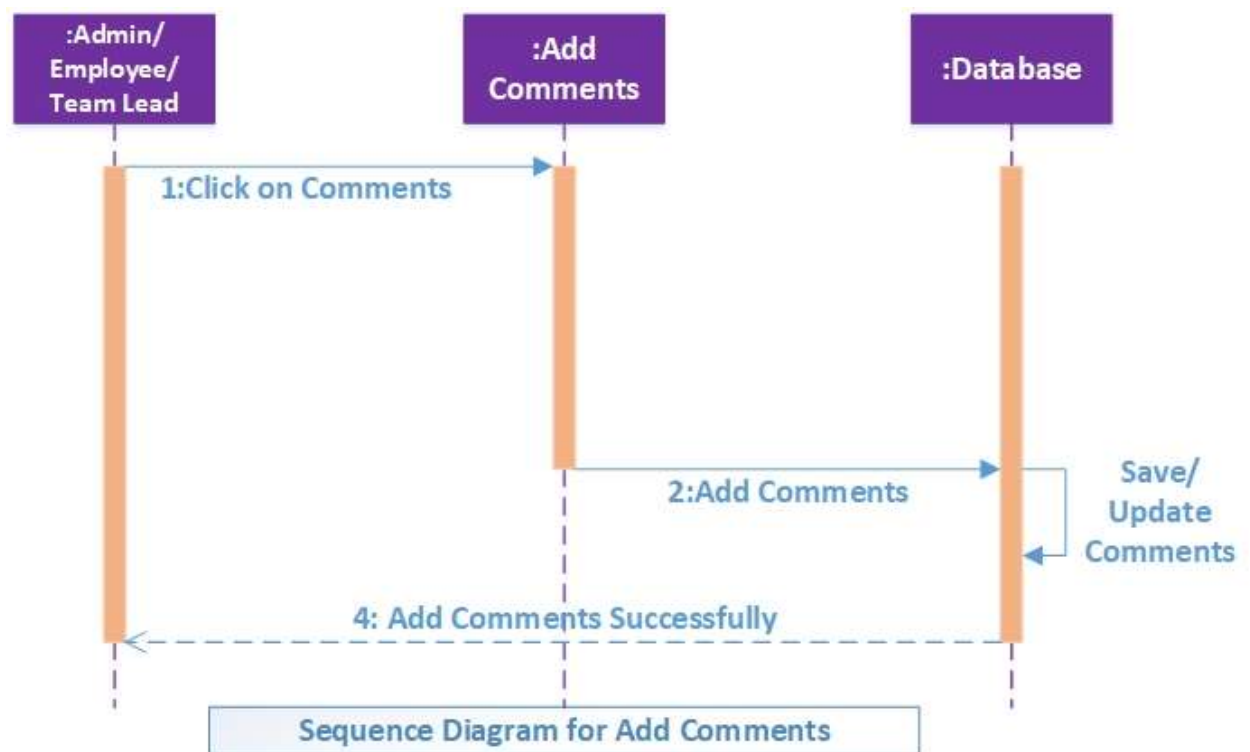 :Admin/
Employee/
Team Lead
:Add
Comments
:Database
1:Click on Comments
2:Add Comments
Save/
Update
Comments
4: Add Comments Successfully
Sequence Diagram for Add Comments